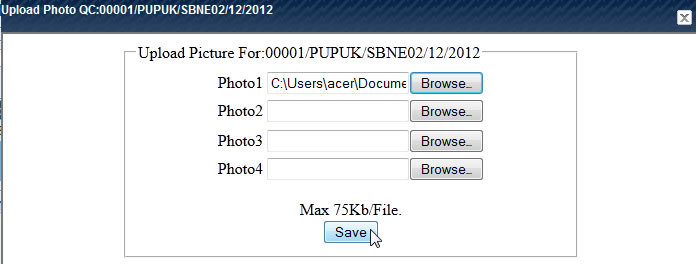 Upload Photo QC:00001/PUPUK/SBNE02/12/2012
Upload Picture For:00001/PUPUK/SBNE02/12/2012
Photo1 C:\Users\acer\Docume Browse..
Photo2 Browse..
Photo3 Browse..
Photo4 Browse..
Max 75Kb/File.
Save